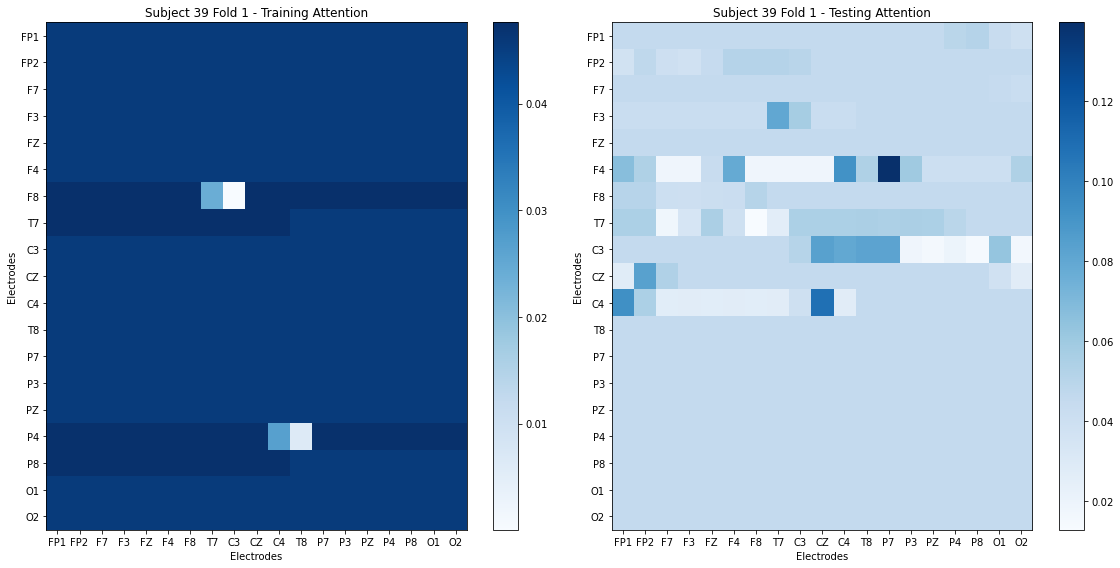 Subject 39 Fold 1 - Training Attention
Electrodes
FP1
FP2
F7
F3
FZ
F4
F8
T7
C3
CZ
C4
T8
P7
P3
PZ
P4
P8
O1
O2
FP1 FP2 F7 F3 FZ F4 F8 T7 C3 CZ C4 T8 P7 P3 PZ P4 P8 O1 O2
Electrodes
0.04
0.03
0.02
0.01
Subject 39 Fold 1 - Testing Attention
Electrodes
FP1
FP2
F7
F3
FZ
F4
F8
T7
C3
CZ
C4
T8
P7
P3
PZ
P4
P8
O1
O2
FP1 FP2 F7 F3 FZ F4 F8 T7 C3 CZ C4 T8 P7 P3 PZ P4 P8 O1 O2
Electrodes
0.12
0.10
0.08
0.06
0.04
0.02